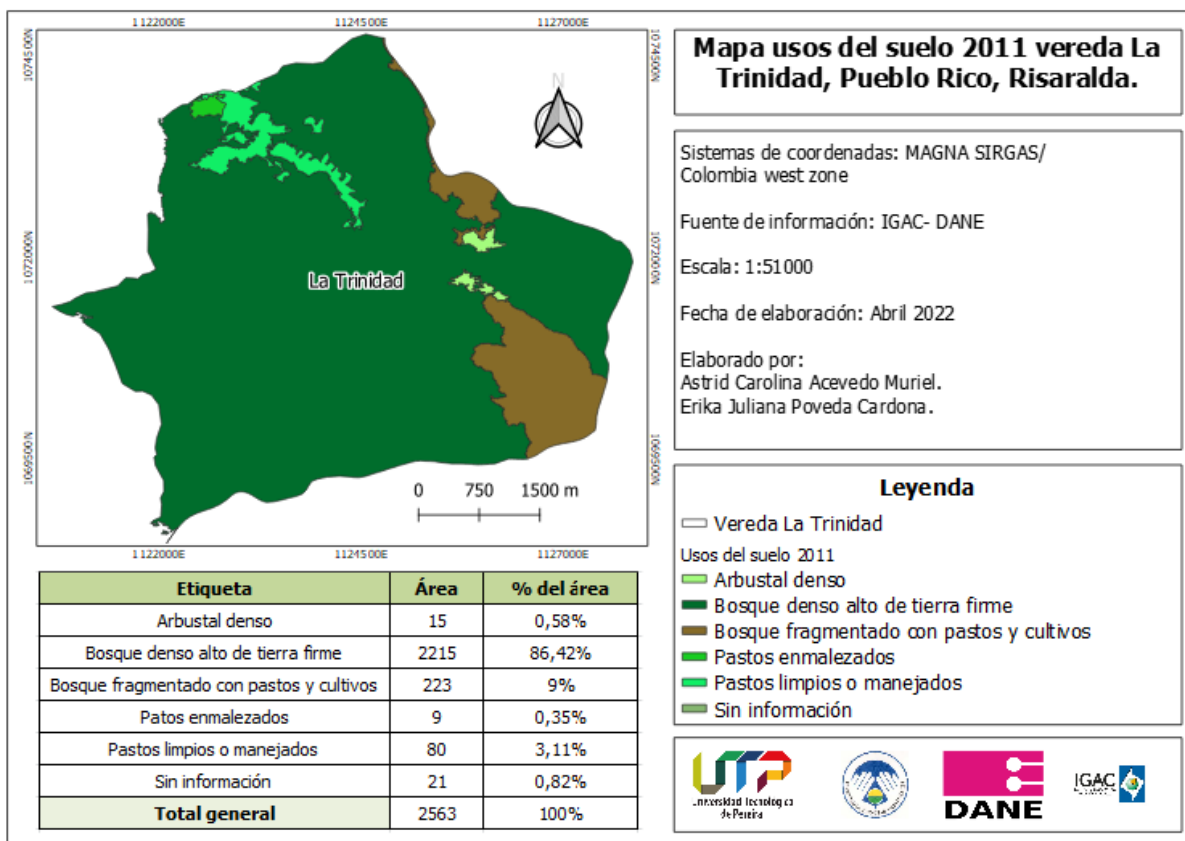 1122000E 1124500E 1127000E
1074500N
1074500N
N
1072000N
1072000N
La Trinidad
1069500N
1069500N
0 750 1500 m
1122000E 1124500E 1127000E
Etiqueta Área % del área
Arbustal denso 15 0,58%
Bosque denso alto de tierra firme 2215 86,42%
Bosque fragmentado con pastos y cultivos 223 9%
Patos enmalezados 9 0,35%
Pastos limpios o manejados 80 3,11%
Sin información 21 0,82%
Total general 2563 100%
Mapa usos del suelo 2011 vereda La
Trinidad, Pueblo Rico, Risaralda.
Sistemas de coordenadas: MAGNA SIRGAS/
Colombia west zone
Fuente de información: IGAC- DANE
Escala: 1:51000
Fecha de elaboración: Abril 2022
Elaborado por:
Astrid Carolina Acevedo Muriel.
Erika Juliana Poveda Cardona.
Leyenda
Vereda La Trinidad
Usos del suelo 2011
Arbustal denso
Bosque denso alto de tierra firme
Bosque fragmentado con pastos y cultivos
Pastos enmalezados
Pastos limpios o manejados
Sin información
UTP
Universidad Tecnológica
de Pereira
DANE
IGAC